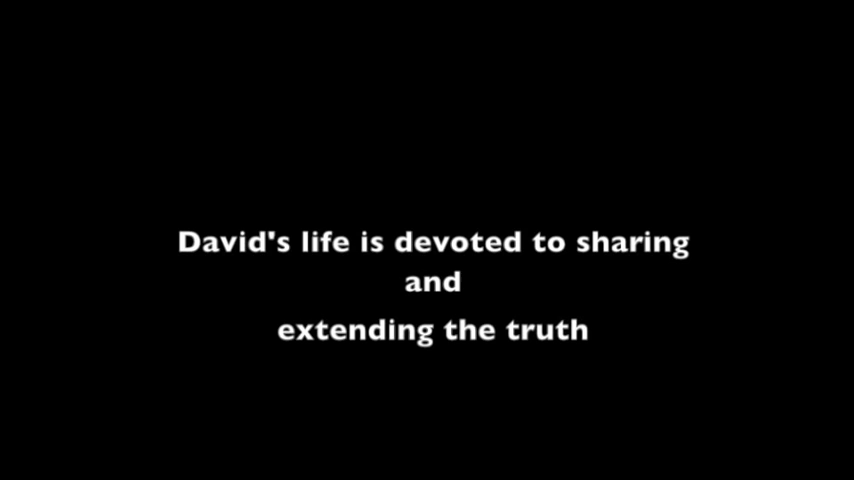 David's life is devoted to sharing
and
extending the truth